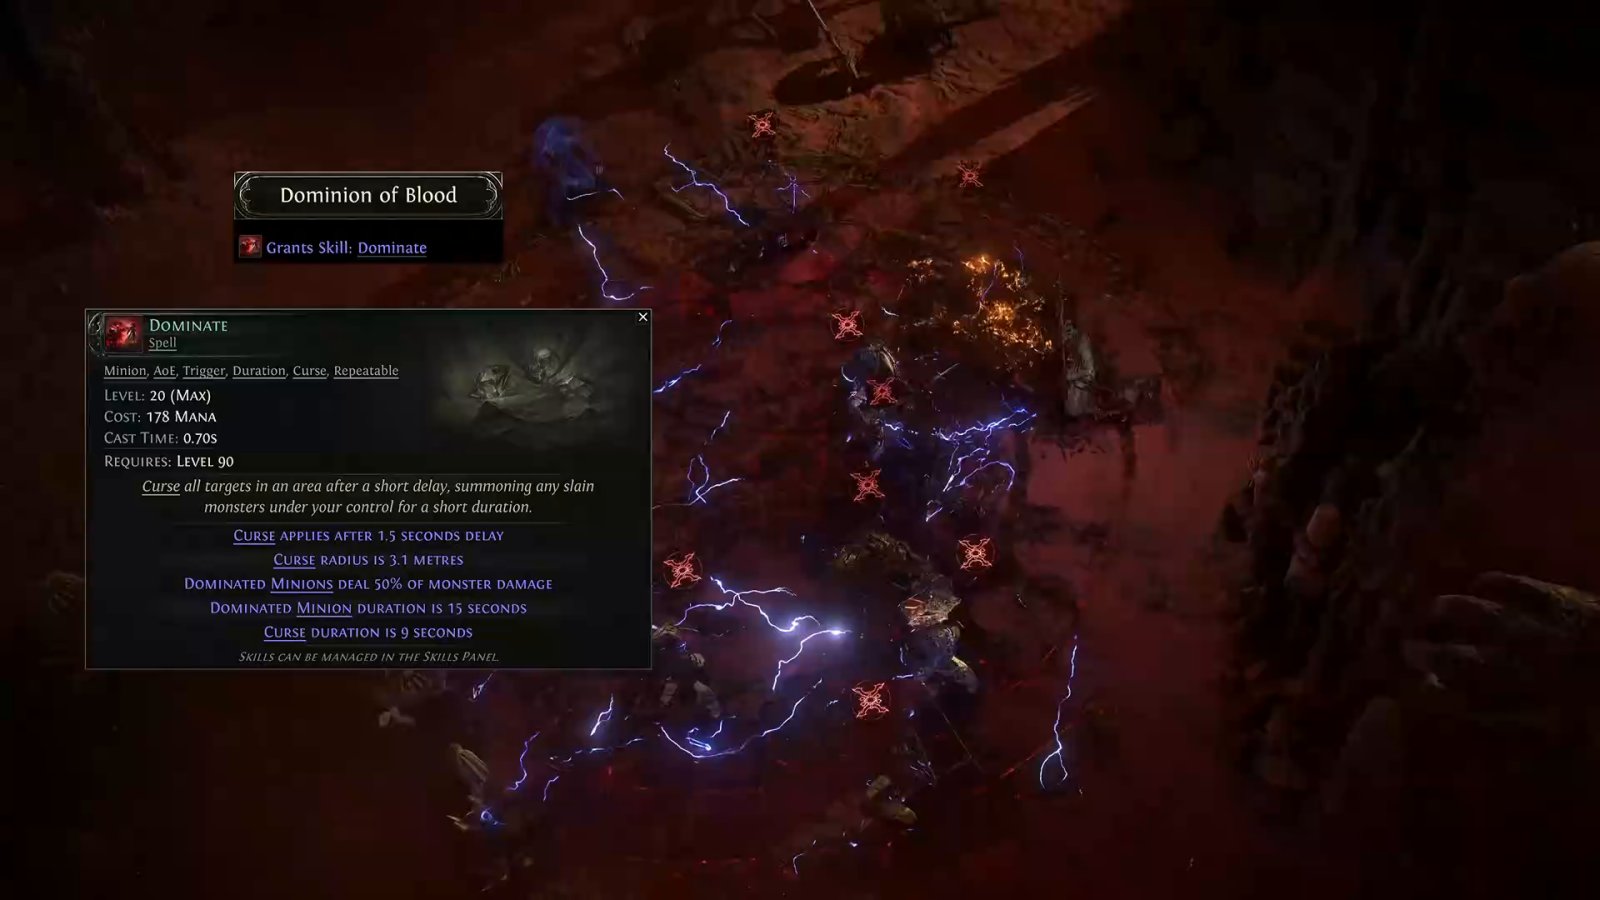 Dominion of Blood
Grants Skill: Dominate
Dominate
Spell
Minion, AoE, Trigger, Duration, Curse, Repeatable
Level: 20 (Max)
Cost: 178 Mana
Cast Time: 0.70s
Requires: Level 90
Curse all targets in an area after a short delay, summoning any slain
monsters under your control for a short duration.
Curse applies after 1.5 seconds delay
Curse radius is 3.1 metres
Dominated Minions deal 50% of monster damage
Dominated Minion duration is 15 seconds
Curse duration is 9 seconds
Skills can be managed in the Skills Panel.